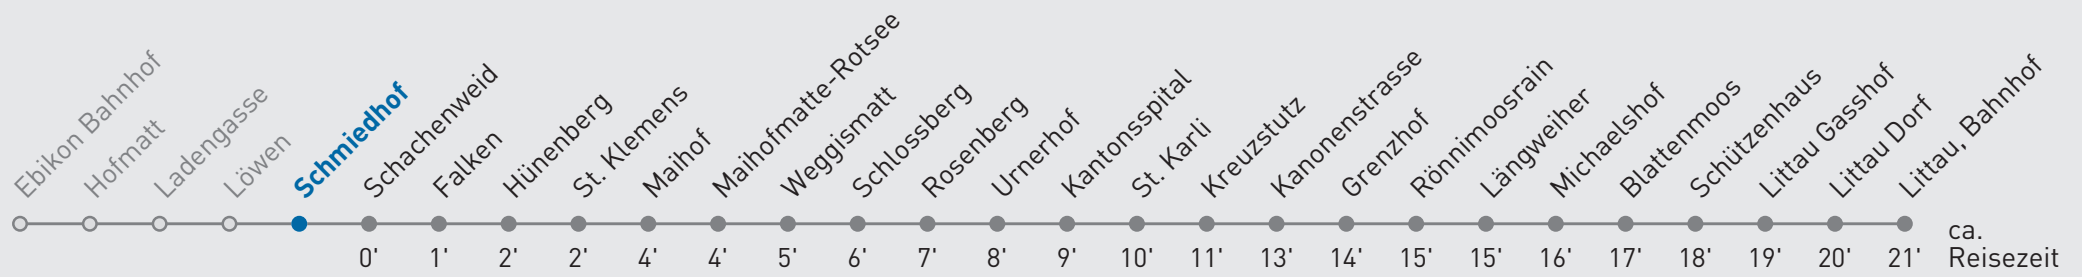 Ebikon Bahnhof
Hofmatt
Ladengasse
Löwen
Schmiedhof
Schachenweid
Falken
Hünenberg
St. Klemens
Maihof
Maihofmatte-Rotsee
Weggismatt
Schlossberg
Rosenberg
Urnerhof
Kantonsspital
St. Karli
Kreuzstutz
Kanonenstrasse
Grenzhof
Rönnimoosrain
Längweiher
Michaelshof
Blattenmoos
Schützenhaus
Littau Gasshof
Littau Dorf
Littau, Bahnhof
0' 1' 2' 2' 4' 4' 5' 6' 7' 8' 9' 10' 11' 13' 14' 15' 15' 16' 17' 18' 19' 20' 21'
ca.
Reisezeit